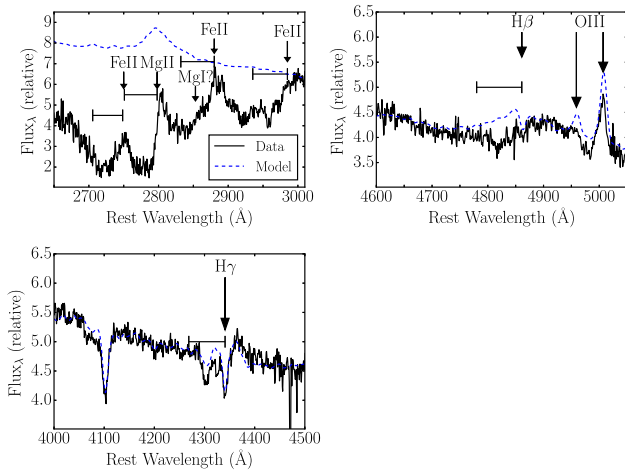 FeII
FeII
FeII
MgII
MgI?
9
8
7
6
5
4
3
2
Flux_λ (relative)
Data
Model
2700
2800
2900
3000
Rest Wavelength (Å)
Hβ
OIII
6.5
6.0
5.5
5.0
4.5
4.0
3.5
Flux_λ (relative)
4600
4700
4800
4900
5000
Rest Wavelength (Å)
Hγ
6.5
6.0
5.5
5.0
4.5
4.0
Flux_λ (relative)
4000
4100
4200
4300
4400
4500
Rest Wavelength (Å)